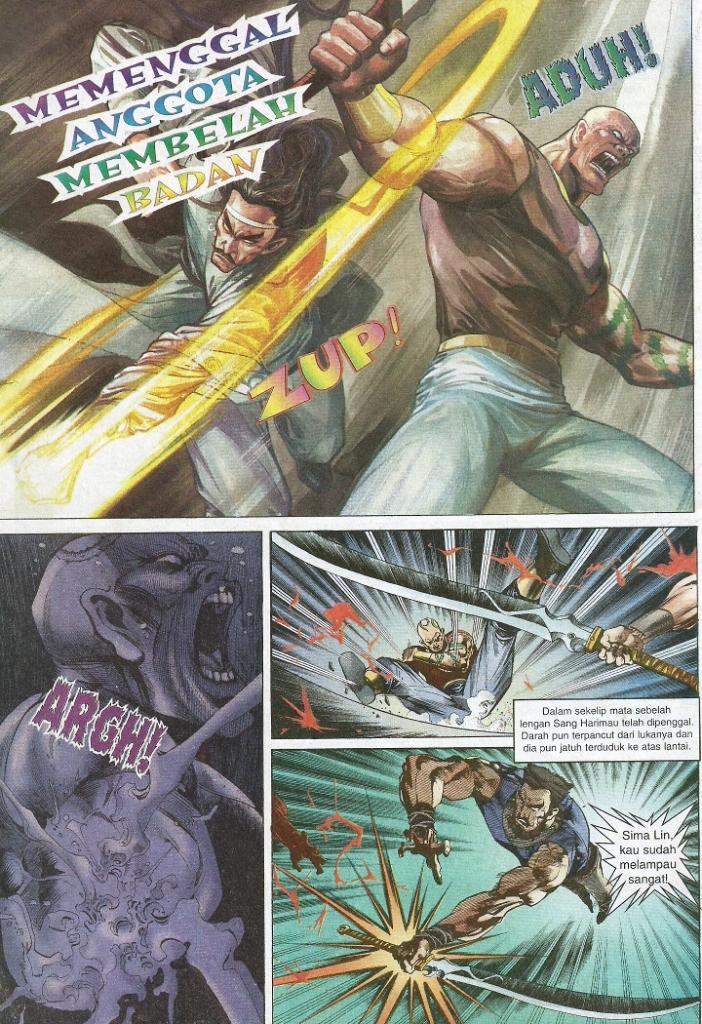 MEMENGGAL
ANGGOTA
MEMBELAH
BADAN
ADUH!
ZUP!
ARGH!
Dalam sekelip mata sebelah
lengan Sang Harimau telah dipenggal.
Darah pun terpancut dari lukanya dan
dia pun jatuh terduduk ke atas lantai.
Sima Lin,
kau sudah
melampau
sangat!